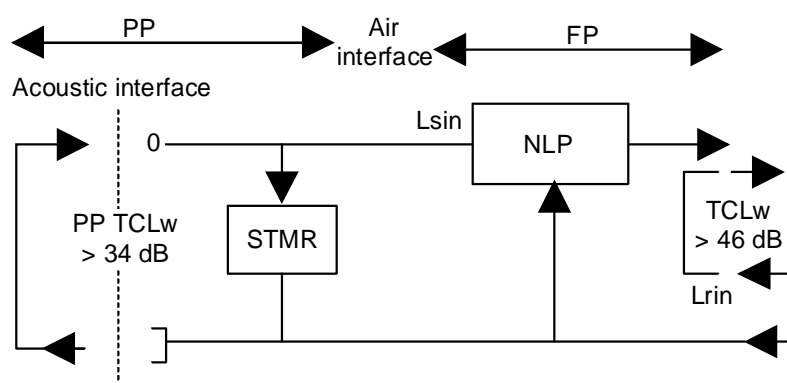 PP
Air
interface
FP
Acoustic interface
0
Lsin
NLP
PP TCLw
> 34 dB
STMR
TCLw
> 46 dB
Lrin